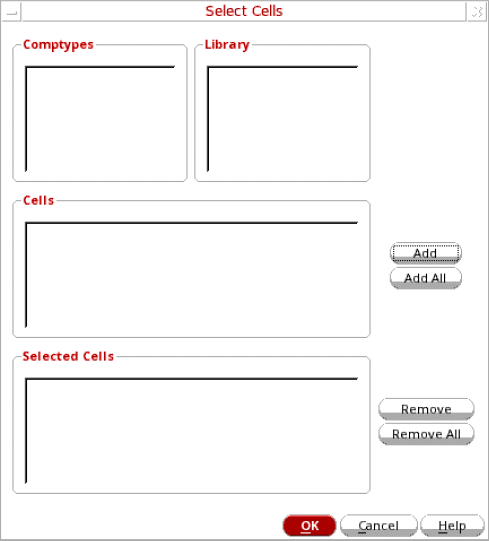 Select Cells
Comptypes Library
Cells
Add
Add All
Selected Cells
Remove
Remove All
OK Cancel Help